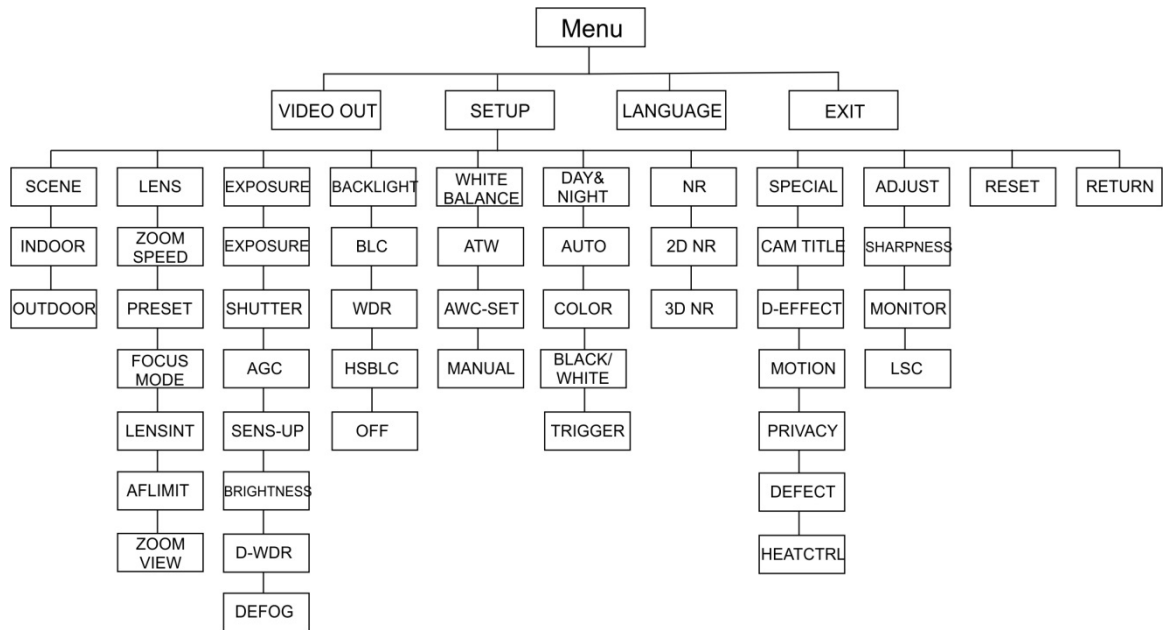 Menu
VIDEO OUT
SETUP
LANGUAGE
EXIT
SCENE
LENS
EXPOSURE
BACKLIGHT
WHITE
BALANCE
DAY&
NIGHT
NR
SPECIAL
ADJUST
RESET
RETURN
INDOOR
ZOOM
SPEED
EXPOSURE
BLC
ATW
AUTO
2D NR
CAM TITLE
SHARPNESS
OUTDOOR
PRESET
SHUTTER
WDR
AWC-SET
COLOR
3D NR
D-EFFECT
MONITOR
FOCUS
MODE
AGC
HSBLC
MANUAL
BLACK/
WHITE
MOTION
LSC
LENSINT
SENS-UP
OFF
TRIGGER
PRIVACY
AFLIMIT
BRIGHTNESS
DEFECT
ZOOM
VIEW
D-WDR
HEATCTRL
DEFOG